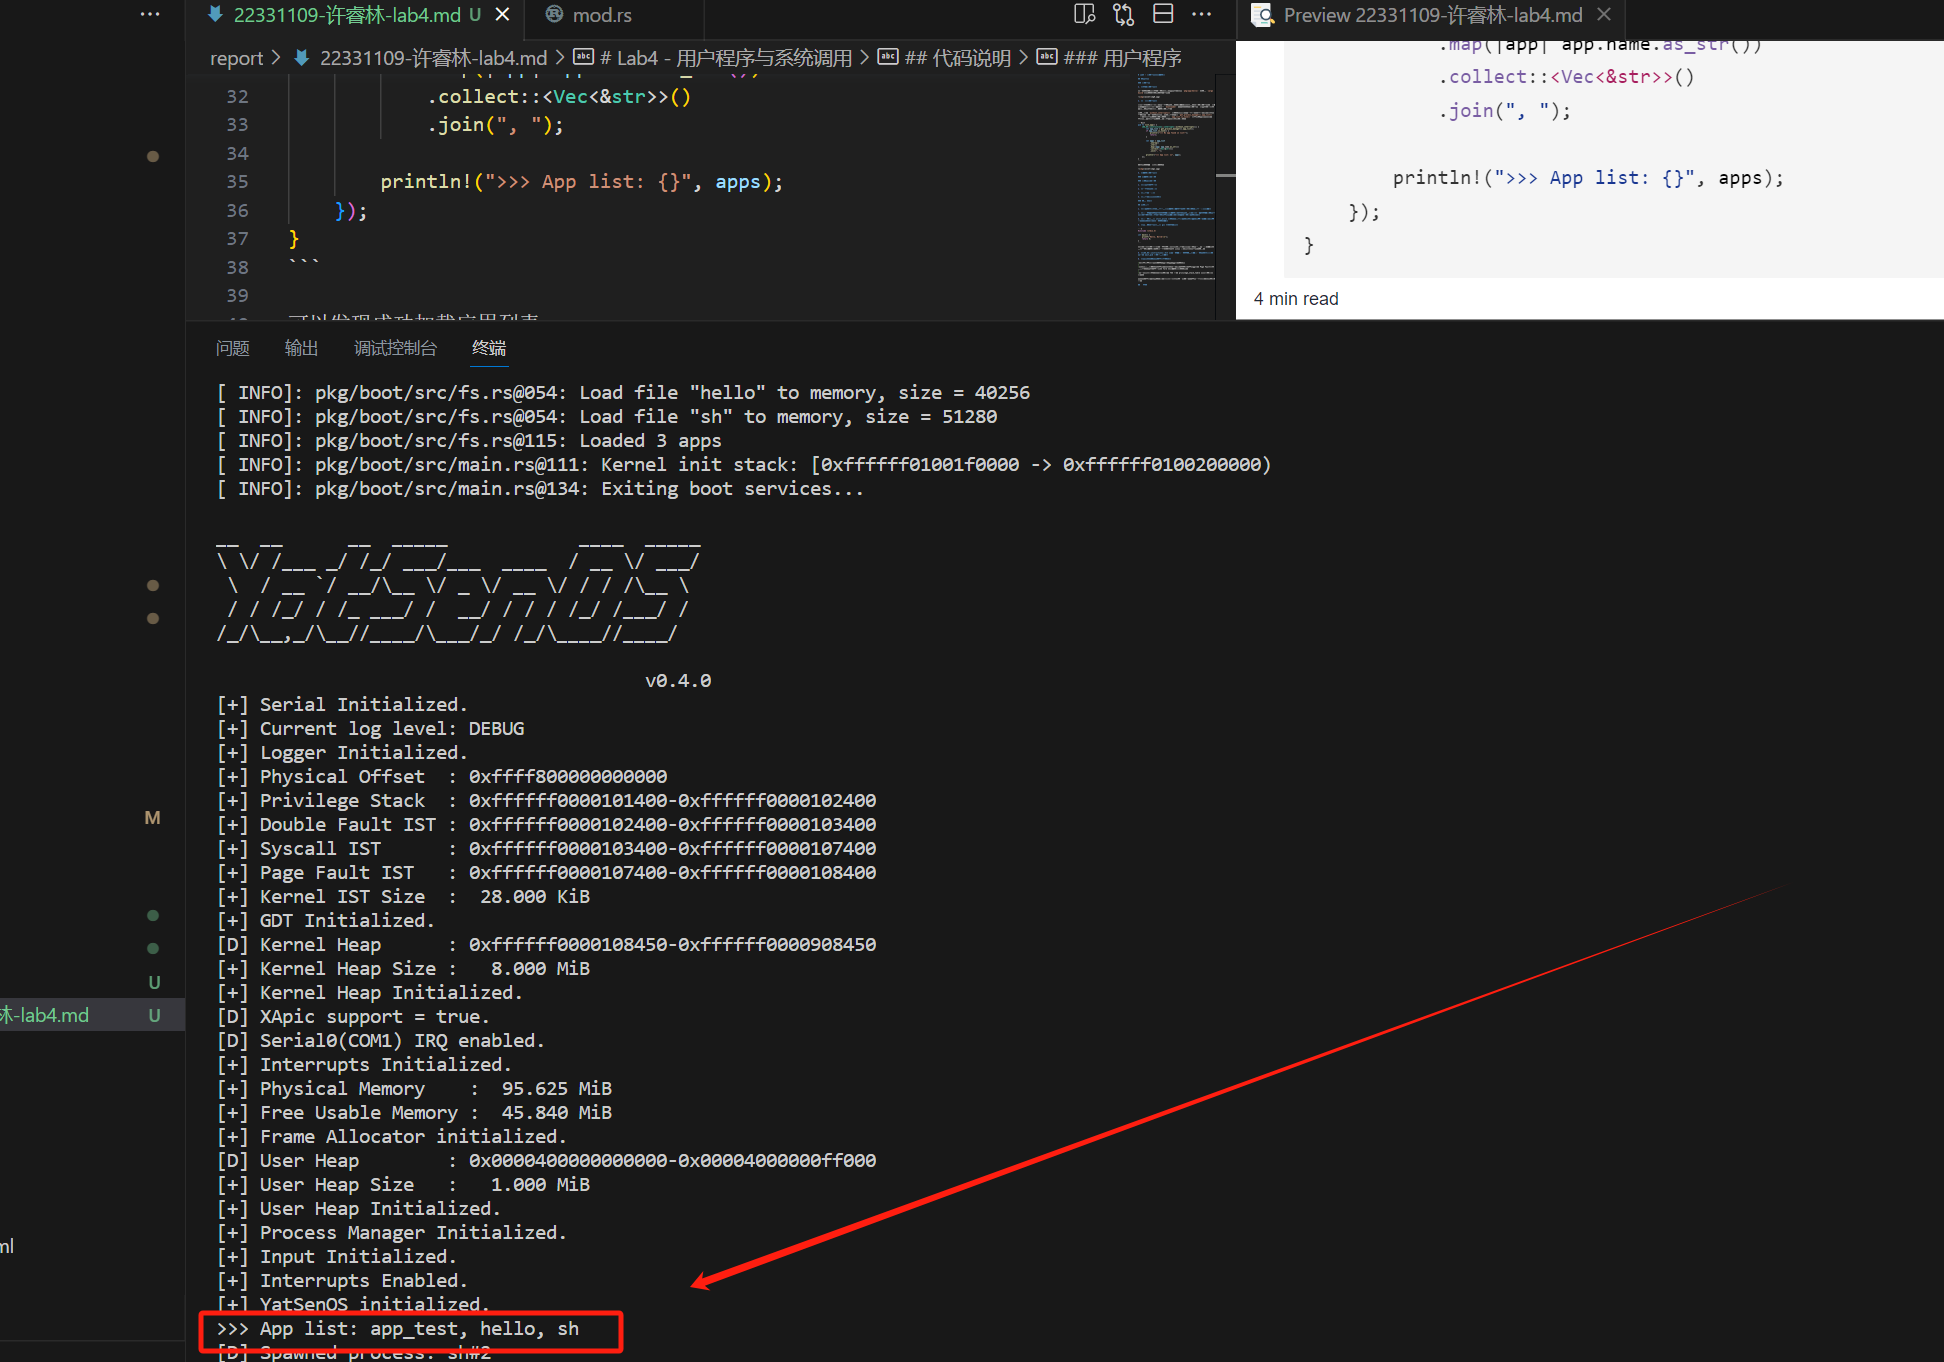 22331109-许睿林-lab4.md U
mod.rs
report > 22331109-许睿林-lab4.md > # Lab4 - 用户程序与系统调用 > ## 代码说明 > ### 用户程序
32 .collect::<Vec<&str>>()
33 .join(", ");
34
35 println!(">>> App list: {}", apps);
36 });
37 }
38 ```
39
Preview 22331109-许睿林-lab4.md
.map(|app| app.name.as_str())
.collect::<Vec<&str>>()
.join(", ");
println!(">>> App list: {}", apps);
});
}
4 min read
M
U
林-lab4.md U
ml
问题 输出 调试控制台 终端
[ INFO]: pkg/boot/src/fs.rs@054: Load file "hello" to memory, size = 40256
[ INFO]: pkg/boot/src/fs.rs@054: Load file "sh" to memory, size = 51280
[ INFO]: pkg/boot/src/fs.rs@115: Loaded 3 apps
[ INFO]: pkg/boot/src/main.rs@111: Kernel init stack: [0xffffff01001f0000 -> 0xffffff0100200000)
[ INFO]: pkg/boot/src/main.rs@134: Exiting boot services...
YatSenOS
v0.4.0
[+] Serial Initialized.
[+] Current log level: DEBUG
[+] Logger Initialized.
[+] Physical Offset : 0xffff800000000000
[+] Privilege Stack : 0xffffff0000101400-0xffffff0000102400
[+] Double Fault IST : 0xffffff0000102400-0xffffff0000103400
[+] Syscall IST : 0xffffff0000103400-0xffffff0000107400
[+] Page Fault IST : 0xffffff0000107400-0xffffff0000108400
[+] Kernel IST Size : 28.000 KiB
[+] GDT Initialized.
[D] Kernel Heap : 0xffffff0000108450-0xffffff0000908450
[+] Kernel Heap Size : 8.000 MiB
[+] Kernel Heap Initialized.
[D] XApic support = true.
[D] Serial0(COM1) IRQ enabled.
[+] Interrupts Initialized.
[+] Physical Memory : 95.625 MiB
[+] Free Usable Memory : 45.840 MiB
[+] Frame Allocator initialized.
[D] User Heap : 0x0000400000000000-0x00004000000ff000
[+] User Heap Size : 1.000 MiB
[+] User Heap Initialized.
[+] Process Manager Initialized.
[+] Input Initialized.
[+] Interrupts Enabled.
[+] YatSenOS initialized.
>>> App list: app_test, hello, sh
[D] Spawned process: sh#2